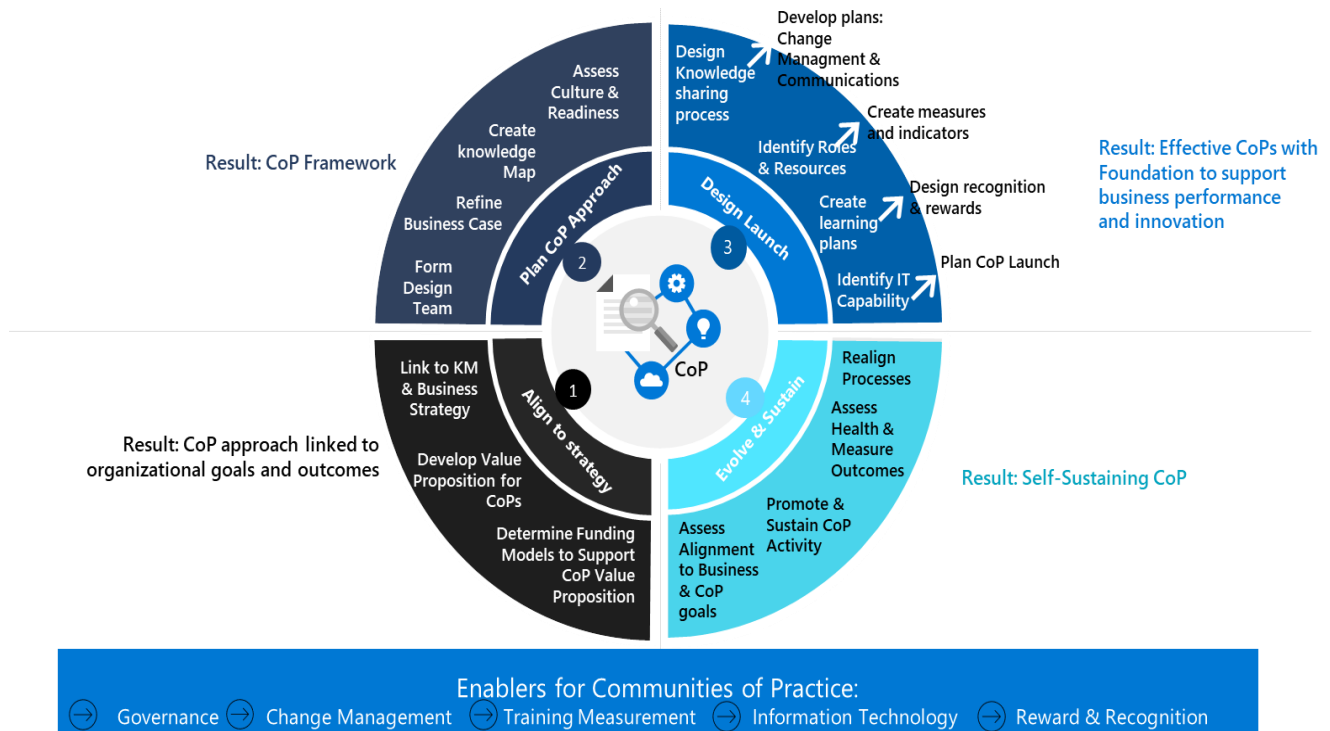 Assess
Culture &
Readiness
Create
knowledge
Map
Refine
Business Case
Form
Design
Team
Plan CoP Approach
2
Result: CoP Framework
Develop plans:
Change
Managment &
Communications
Design
Knowledge
sharing
process
Create measures
and indicators
Identify Roles
& Resources
Design recognition
& rewards
Create
learning
plans
Plan CoP Launch
Identify IT
Capability
Design Launch
3
Result: Effective CoPs with
Foundation to support
business performance
and innovation
CoP
1
Align to strategy
Link to KM
& Business
Strategy
Develop Value
Proposition for
CoPs
Determine Funding
Models to Support
CoP Value
Proposition
Result: CoP approach linked to
organizational goals and outcomes
4
Evolve & Sustain
Realign
Processes
Assess
Health &
Measure
Outcomes
Promote &
Sustain CoP
Activity
Assess
Alignment
to Business
& CoP
goals
Result: Self-Sustaining CoP
Enablers for Communities of Practice:
Governance Change Management Training Measurement Information Technology Reward & Recognition